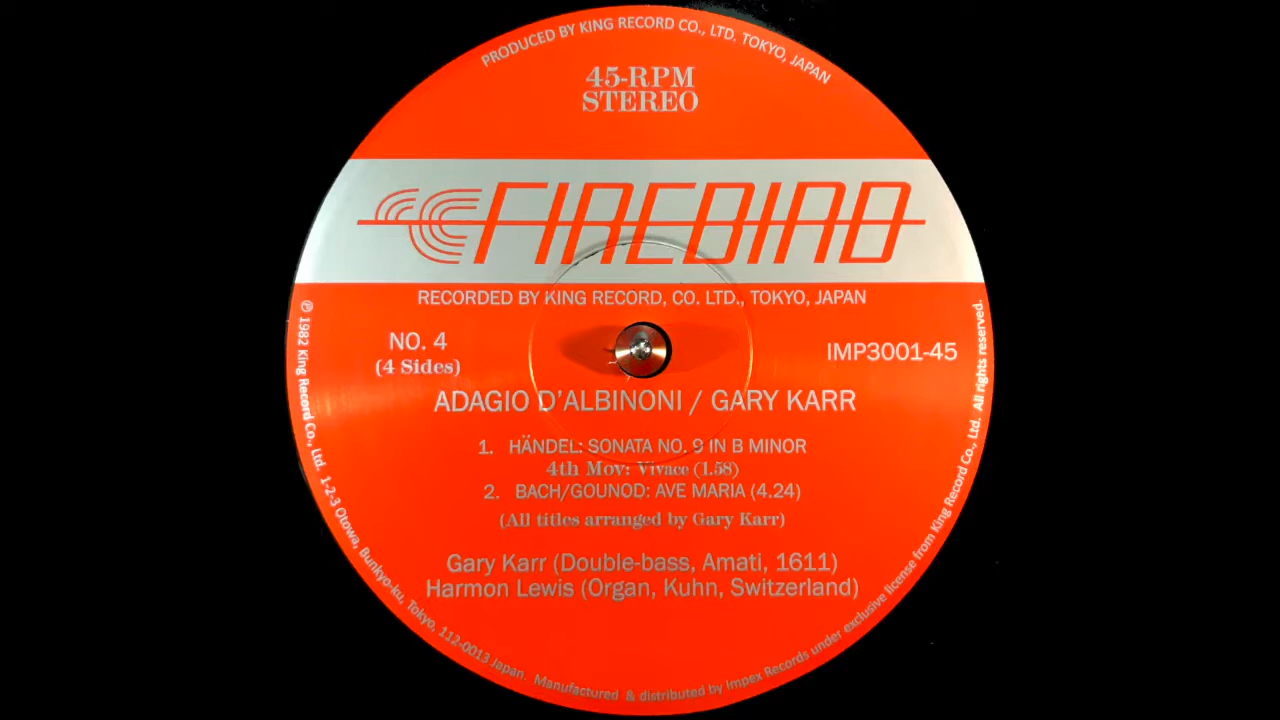 PRODUCED BY KING RECORD CO., LTD. TOKYO, JAPAN
45-RPM
STEREO
FIREBIRD
RECORDED BY KING RECORD, CO. LTD., TOKYO, JAPAN
NO. 4
(4 Sides)
IMP3001-45
ADAGIO D'ALBINONI / GARY KARR
1. HÄNDEL: SONATA NO. 9 IN B MINOR
4th Mov: Vivace (1.58)
2. BACH/GOUNOD: AVE MARIA (4.24)
(All titles arranged by Gary Karr)
Gary Karr (Double-bass, Amati, 1611)
Harmon Lewis (Organ, Kuhn, Switzerland)
℗ 1982 King Record Co., Ltd. 1-2-3 Otowa, Bunkyo-ku, Tokyo, 112-0013 Japan. Manufactured & distributed by Impex Records under exclusive license from King Record Co., Ltd. All rights reserved.